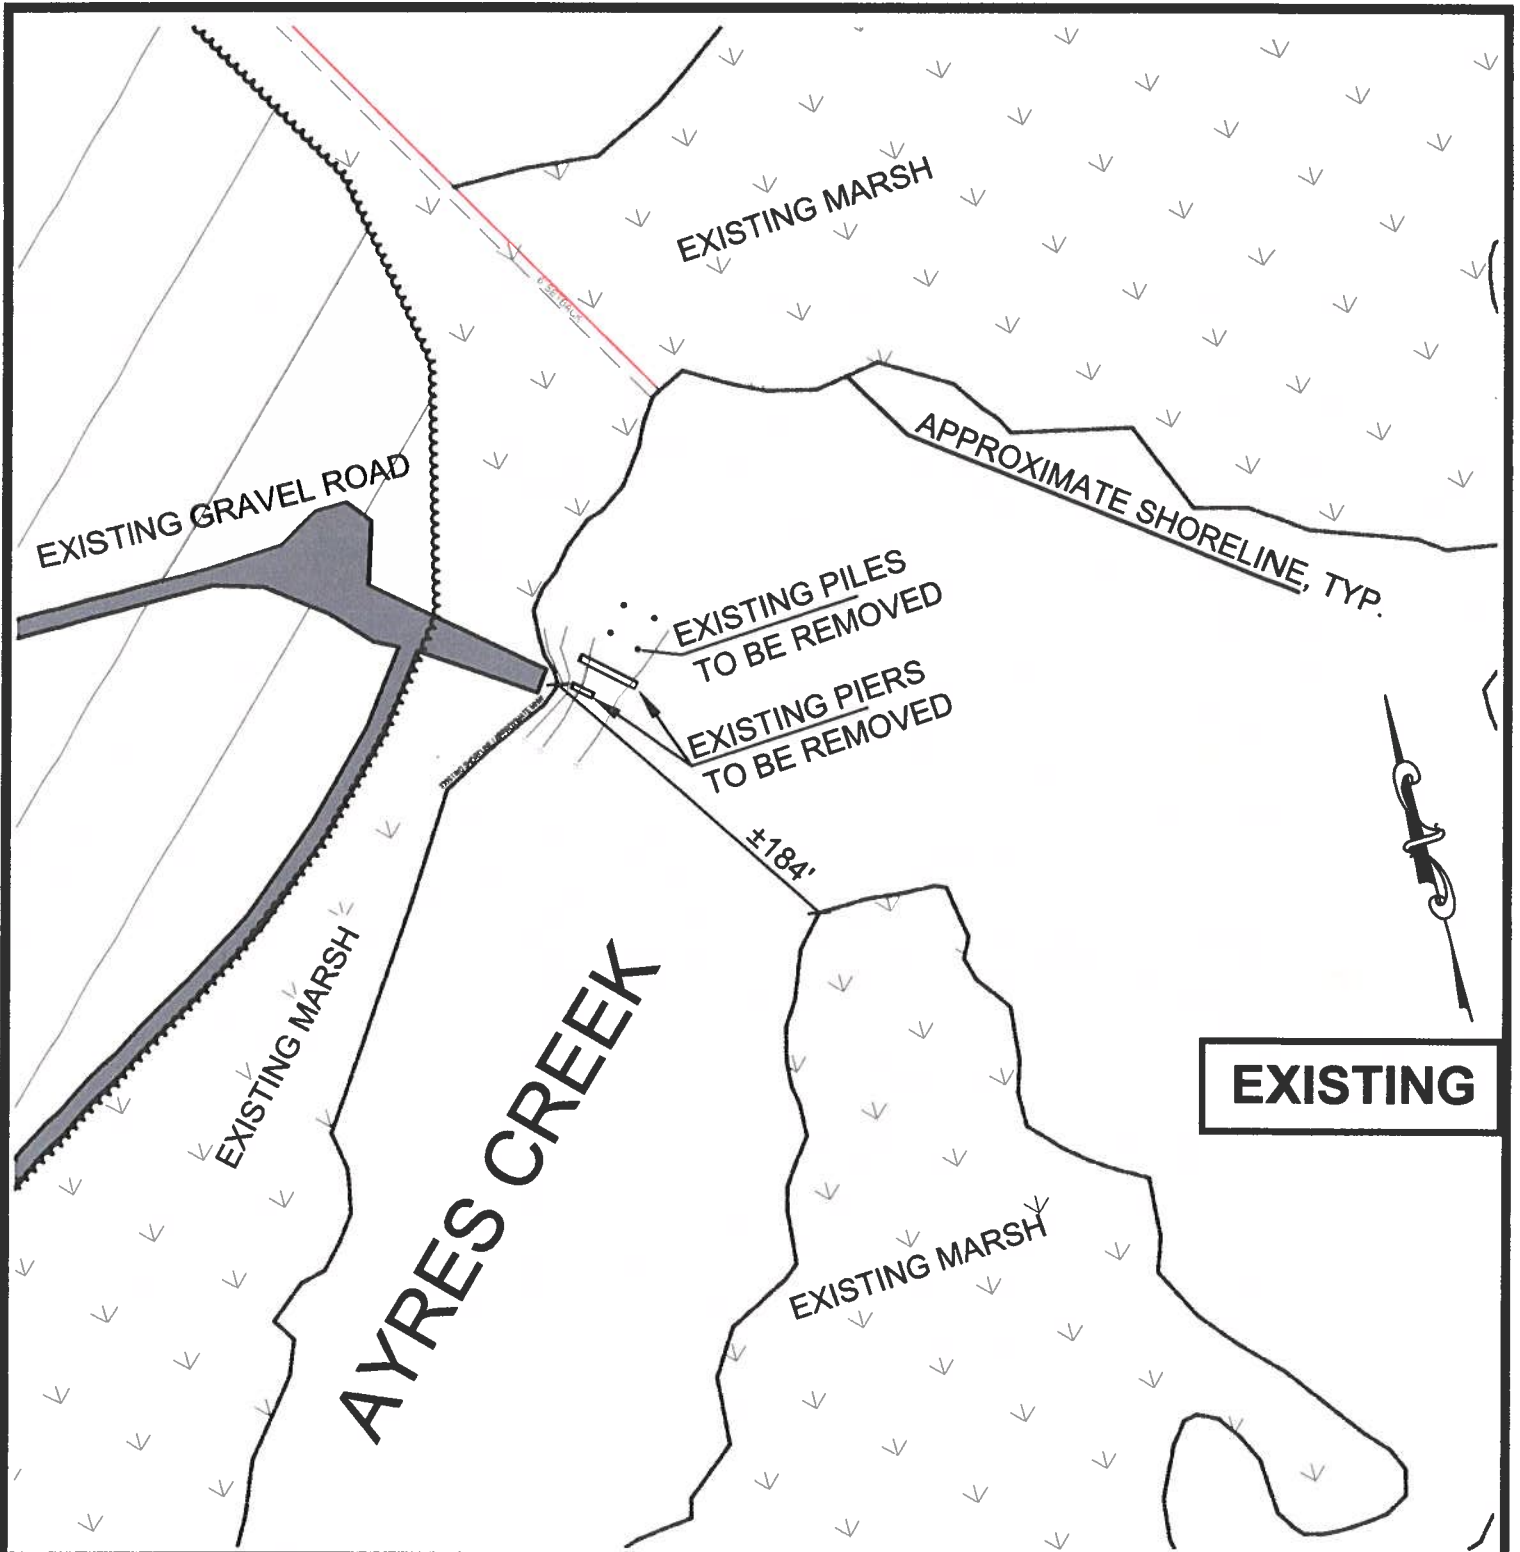 EXISTING MARSH
SETBACK
APPROXIMATE SHORELINE, TYP.
EXISTING GRAVEL ROAD
EXISTING PILES
TO BE REMOVED
EXISTING PIERS
TO BE REMOVED
±184'
EXISTING MARSH
AYRES CREEK
EXISTING
EXISTING MARSH